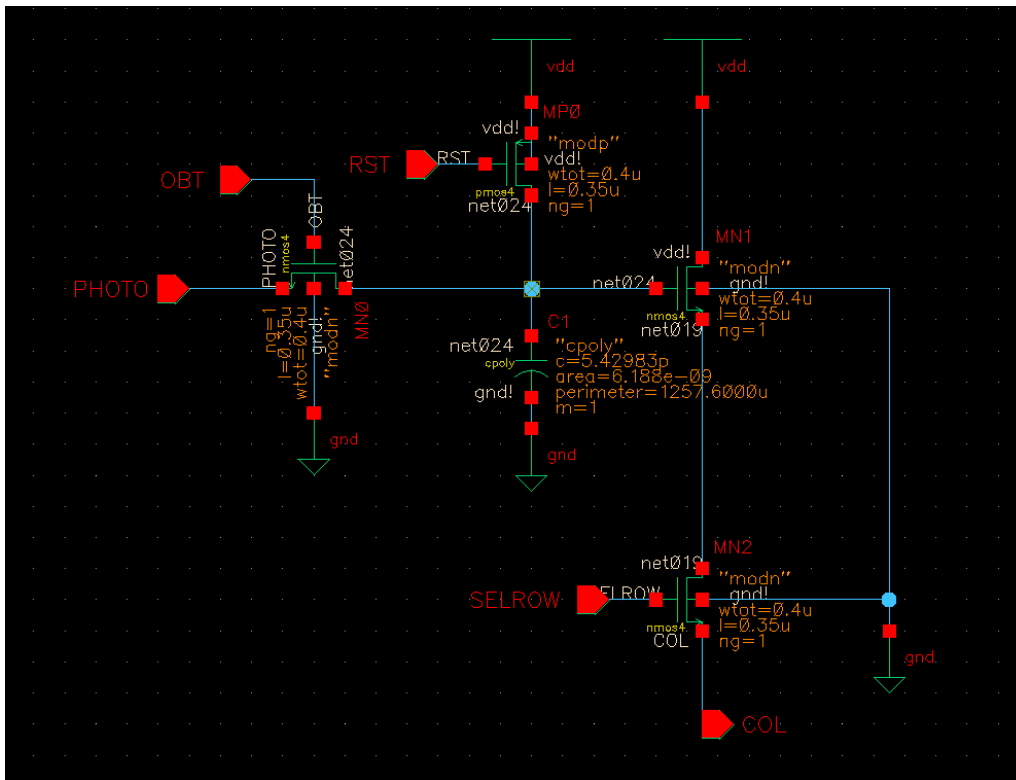 vdd
vdd
MP0
vdd!
"modp"
RST
RST
vdd!
wtot=0.4u
pmos4
l=0.35u
net024
ng=1
OBT
OBT
PHOTO
PHOTO
nmos4
net024
MN0
ng=1
l=0.35u
wtot=0.4u
gnd!
"modn"
gnd
MN1
vdd!
"modn"
net024
gnd!
wtot=0.4u
nmos4
l=0.35u
net019
ng=1
C1
net024
"cpoly"
cpoly
c=5.42983p
area=6.188e-09
gnd!
perimeter=1257.6000u
m=1
gnd
MN2
net019
"modn"
SELROW
ELROW
gnd!
wtot=0.4u
nmos4
l=0.35u
COL
ng=1
gnd
COL